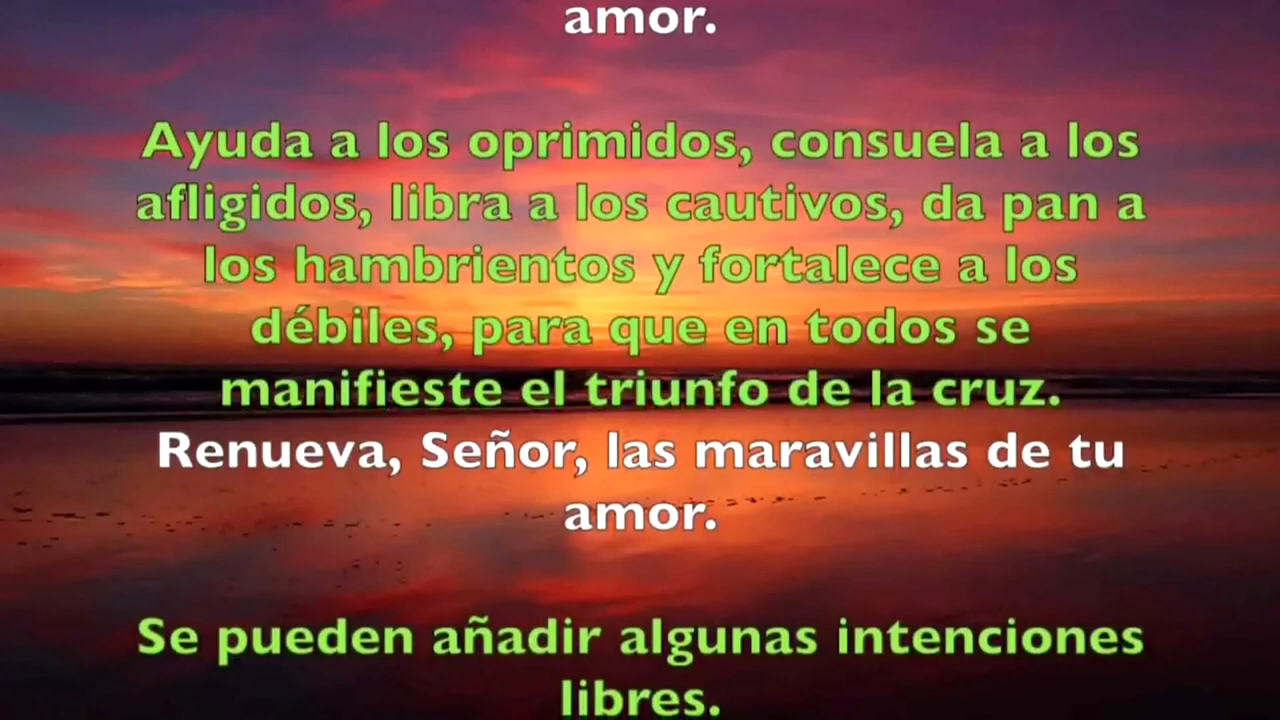 amor.
Ayuda a los oprimidos, consuela a los
afligidos, libra a los cautivos, da pan a
los hambrientos y fortalece a los
débiles, para que en todos se
manifieste el triunfo de la cruz.
Renueva, Señor, las maravillas de tu
amor.
Se pueden añadir algunas intenciones
libres.